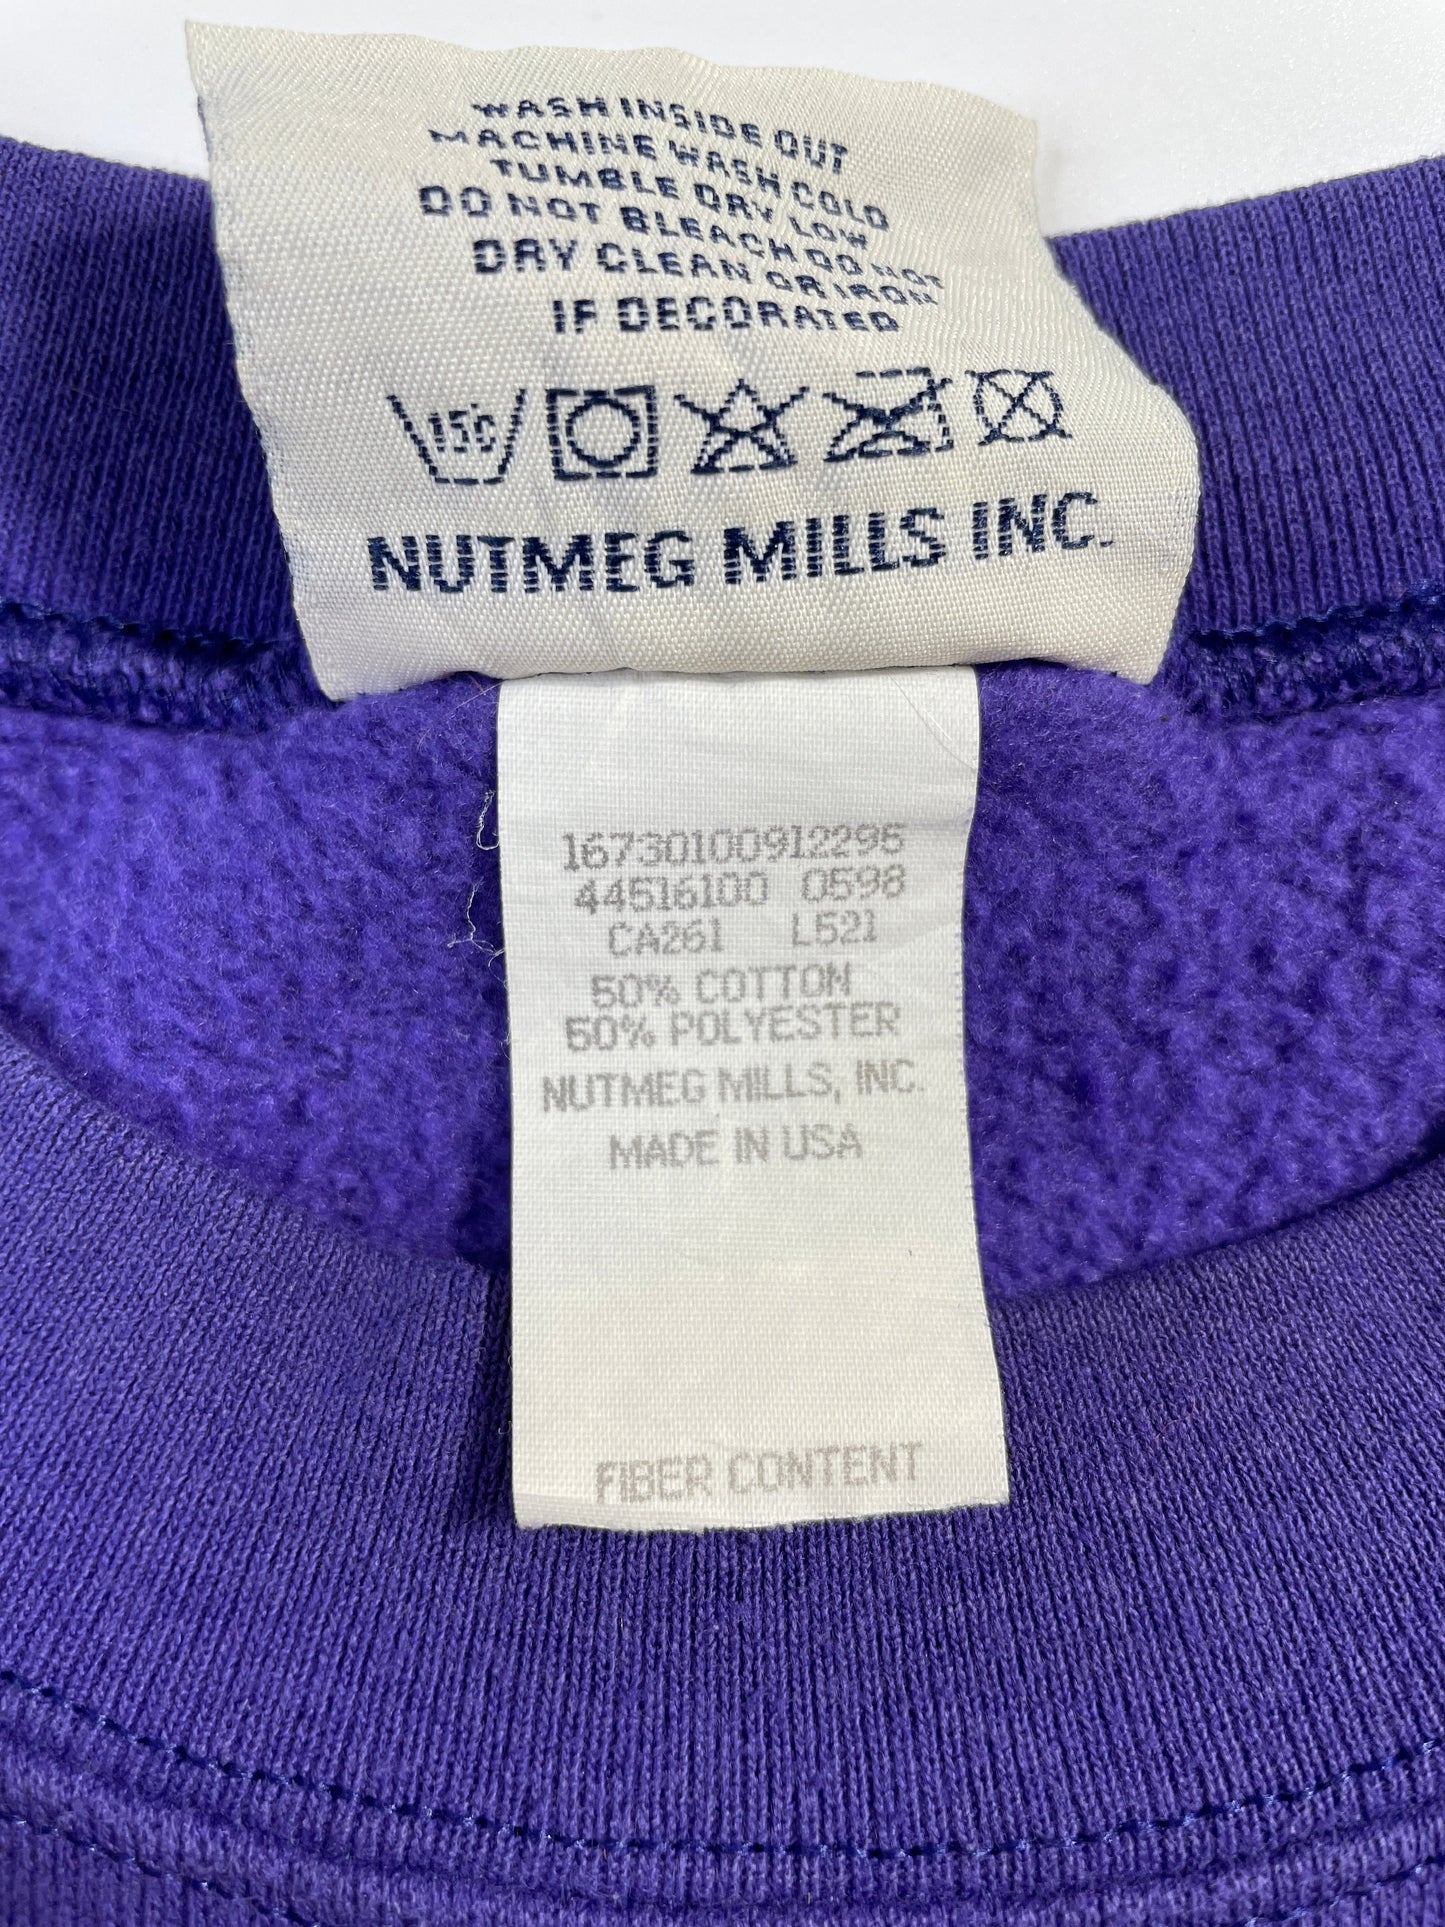 WASH INSIDE OUT
MACHINE WASH COLD
TUMBLE DRY LOW
DO NOT BLEACH DO NOT
DRY CLEAN OR IRON
IF DECORATED
15C
NUTMEG MILLS INC.
16730100912296
44516100 0598
CA261 L521
50% COTTON
50% POLYESTER
NUTMEG MILLS, INC.
MADE IN USA
FIBER CONTENT